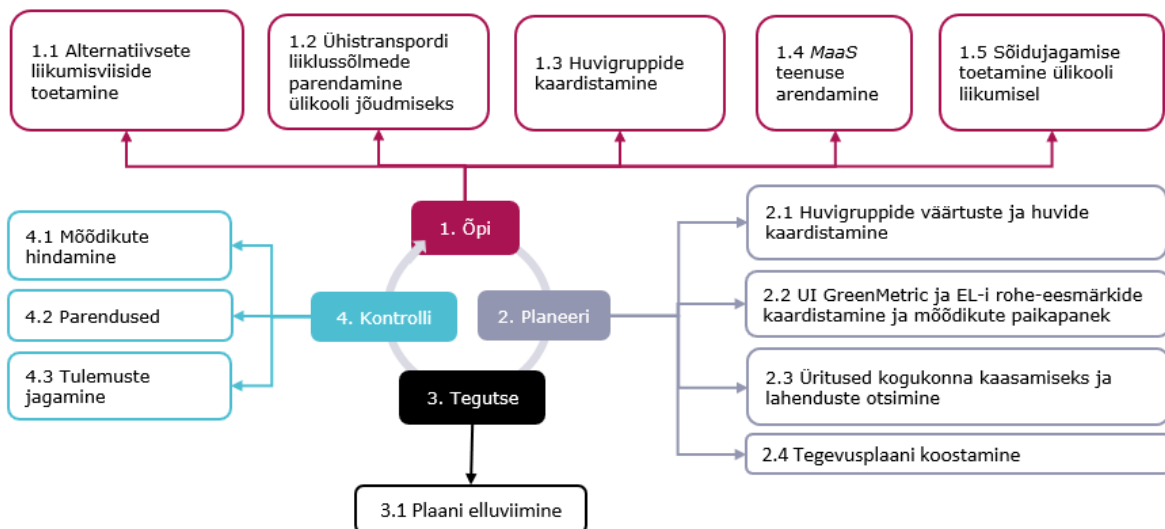 1.1 Alternatiivsete
liikumisviiside
toetamine
1.2 Ühistranspordi
liiklussõlmede
parendamine
ülikooli jõudmiseks
1.3 Huvigruppide
kaardistamine
1.4 MaaS
teenuse
arendamine
1.5 Sõidujagamise
toetamine ülikooli
liikumisel
1. Õpi
2. Planeeri
2.1 Huvigruppide väärtuste ja huvide
kaardistamine
2.2 UI GreenMetric ja EL-i rohe-eesmärkide
kaardistamine ja mõõdikute paikapanek
2.3 Üritused kogukonna kaasamiseks ja
lahenduste otsimine
2.4 Tegevusplaani koostamine
3. Tegutse
3.1 Plaani elluviimine
4. Kontrolli
4.1 Mõõdikute
hindamine
4.2 Parendused
4.3 Tulemuste
jagamine